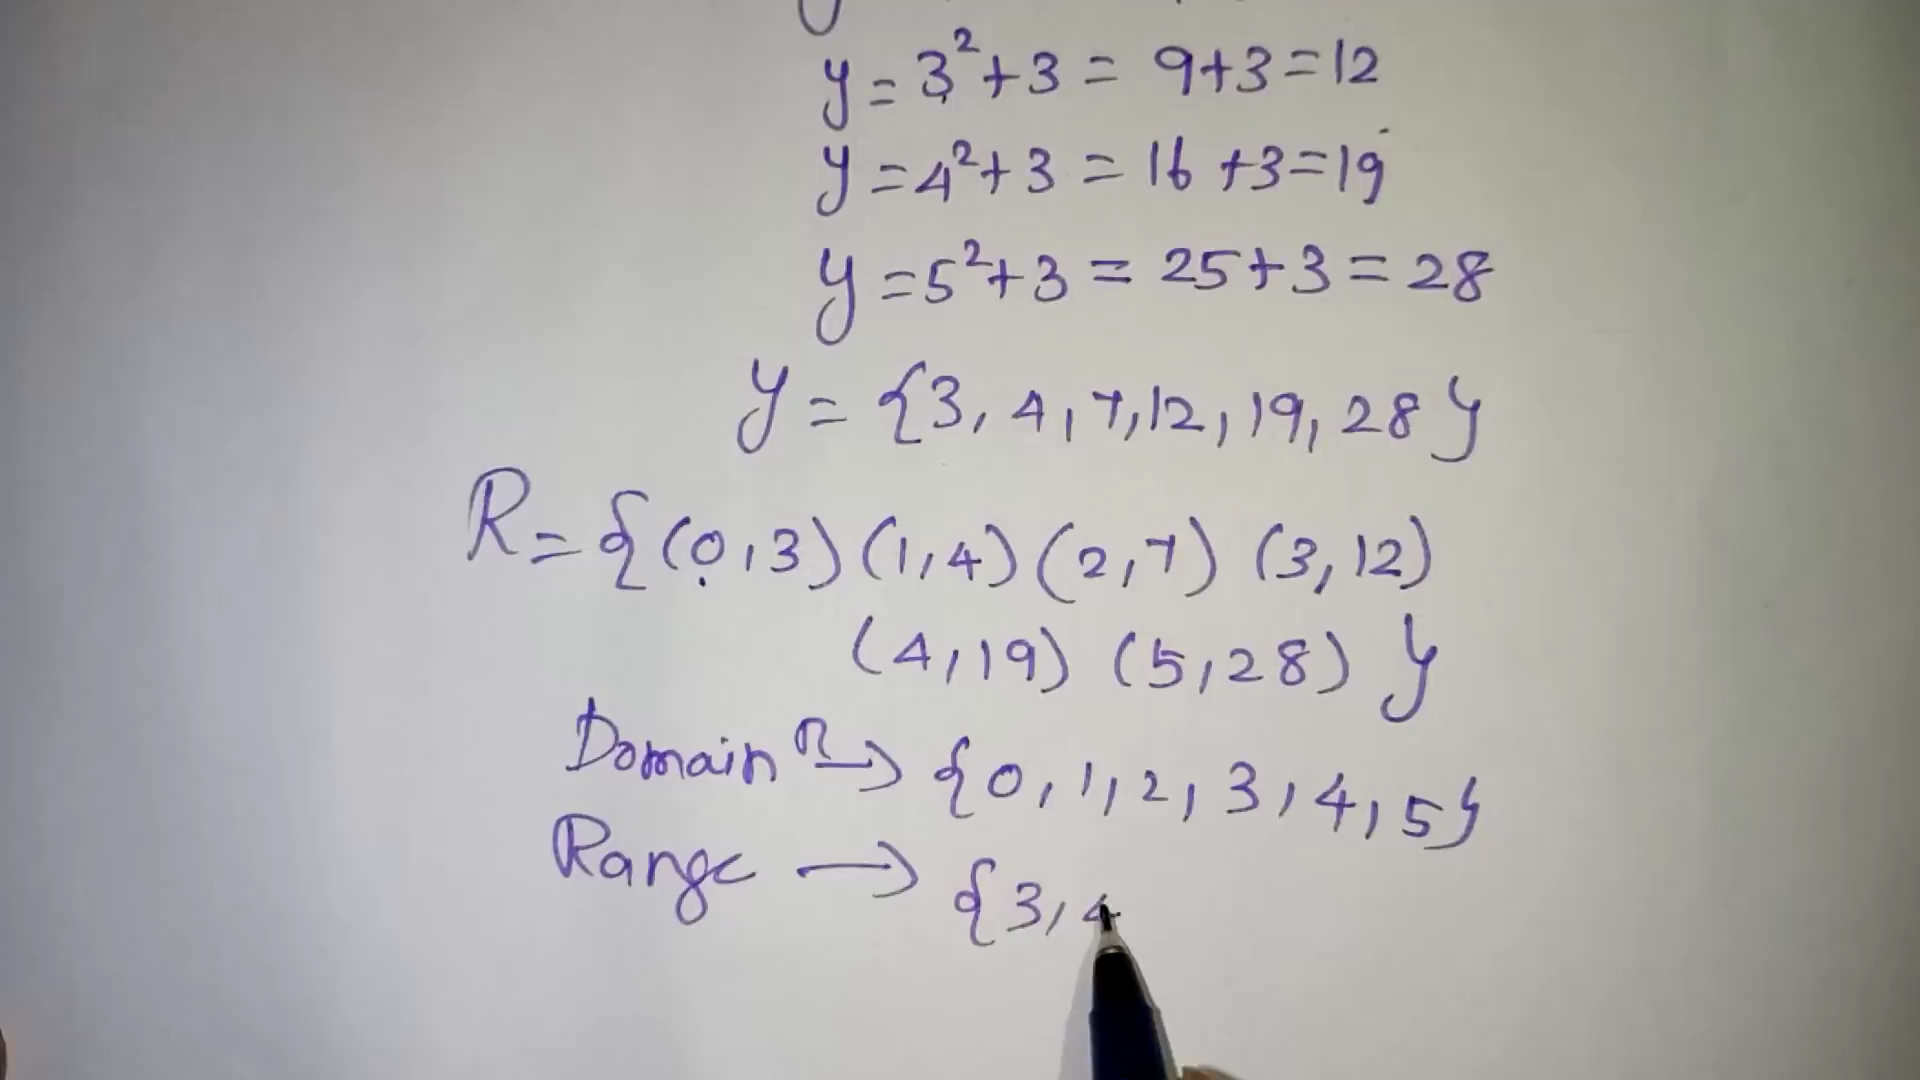 y = 3²+3 = 9+3=12
y =4²+3 = 16 +3=19
y =5²+3 = 25+3=28
y = {3, 4, 7, 12, 19, 28}
R = {(0,3) (1,4) (2,7) (3,12)
(4,19) (5,28) }
Domain R → {0, 1, 2, 3, 4, 5}
Range → {3, 4